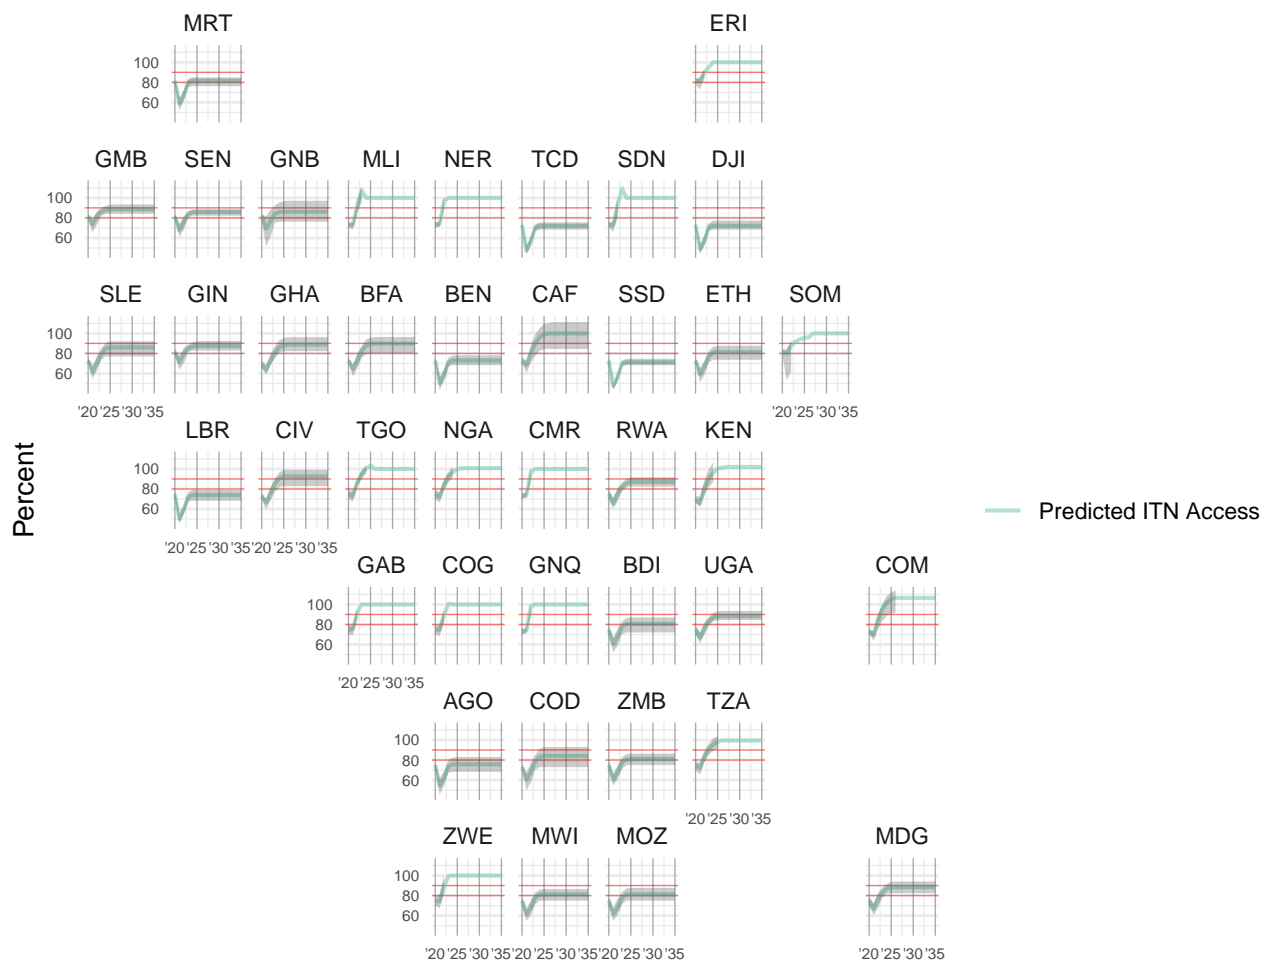 MRT ERI
100
80
60
GMB SEN GNB MLI NER TCD SDN DJI
100
80
60
SLE GIN GHA BFA BEN CAF SSD ETH SOM
100
80
60
'20 '25 '30 '35 '20 '25 '30 '35
LBR CIV TGO NGA CMR RWA KEN
100
80
60
'20 '25 '30 '35 '20 '25 '30 '35
Percent
Predicted ITN Access
GAB COG GNQ BDI UGA COM
100
80
60
'20 '25 '30 '35
AGO COD ZMB TZA
100
80
60
'20 '25 '30 '35
ZWE MWI MOZ MDG
100
80
60
'20 '25 '30 '35 '20 '25 '30 '35 '20 '25 '30 '35 '20 '25 '30 '35